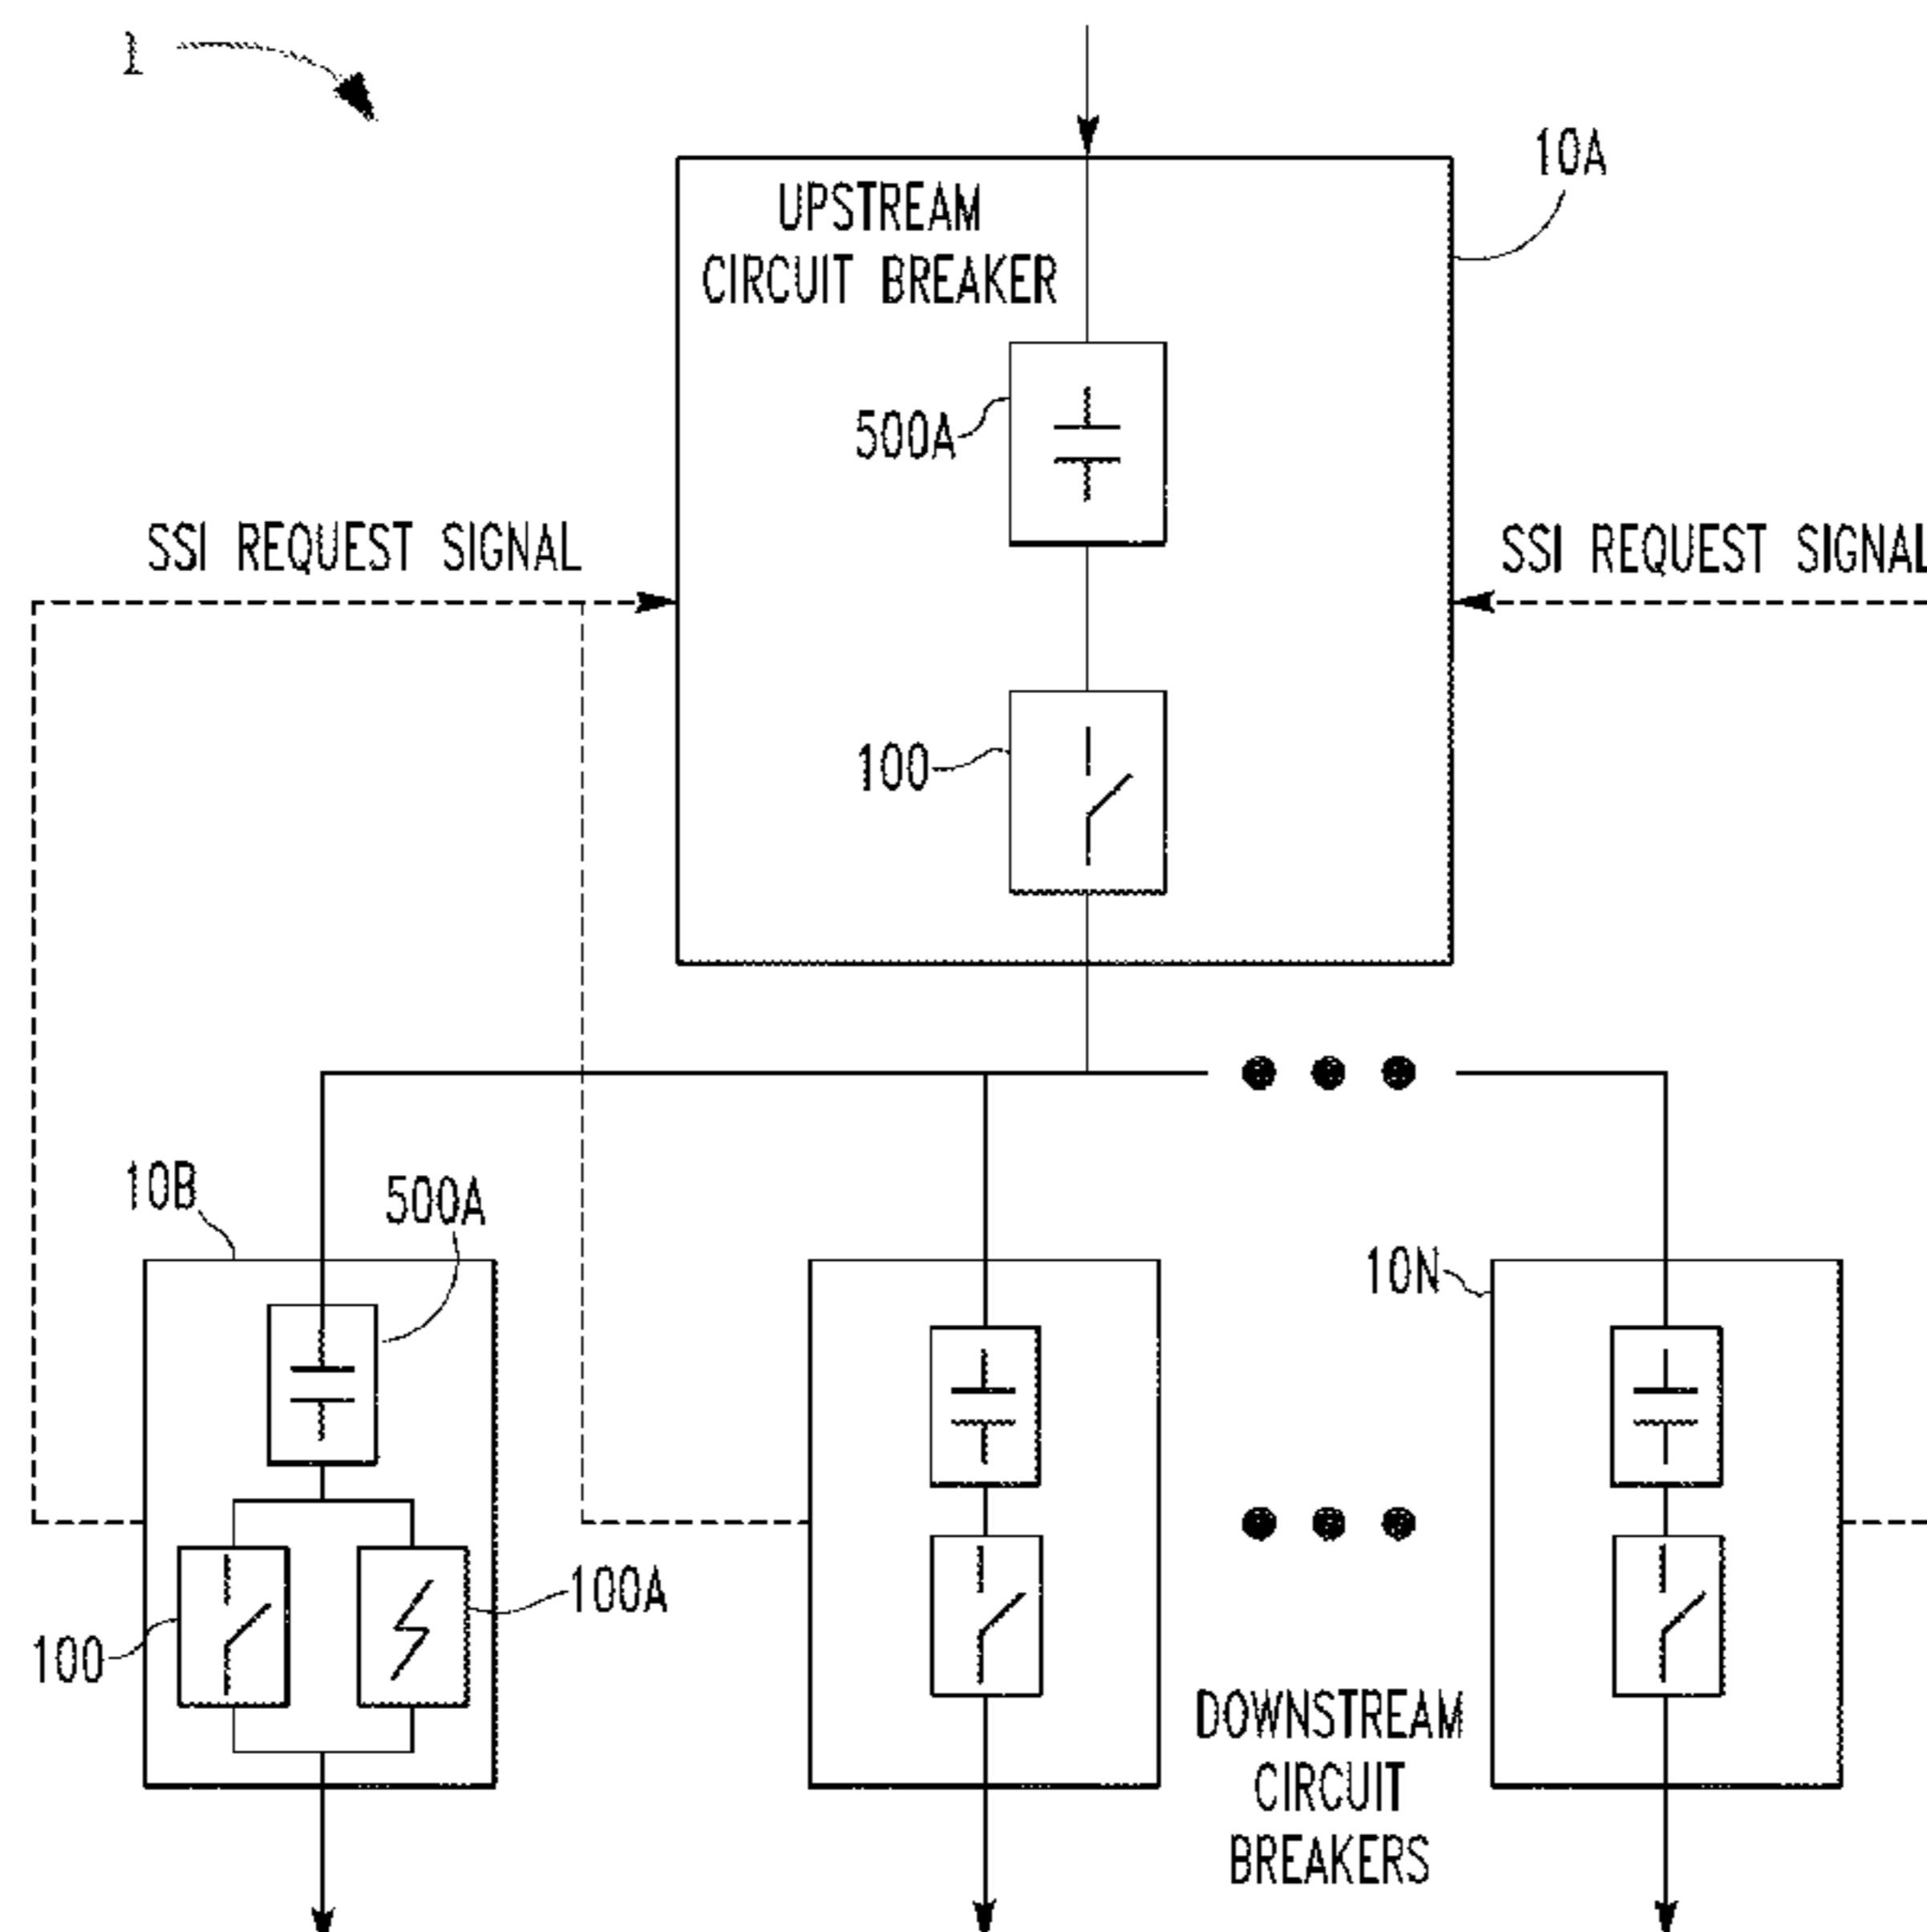 1
10A
UPSTREAM
CIRCUIT BREAKER
500A
SSI REQUEST SIGNAL
SSI REQUEST SIGNAL
100
10B
500A
10N
100A
100
DOWNSTREAM
CIRCUIT
BREAKERS